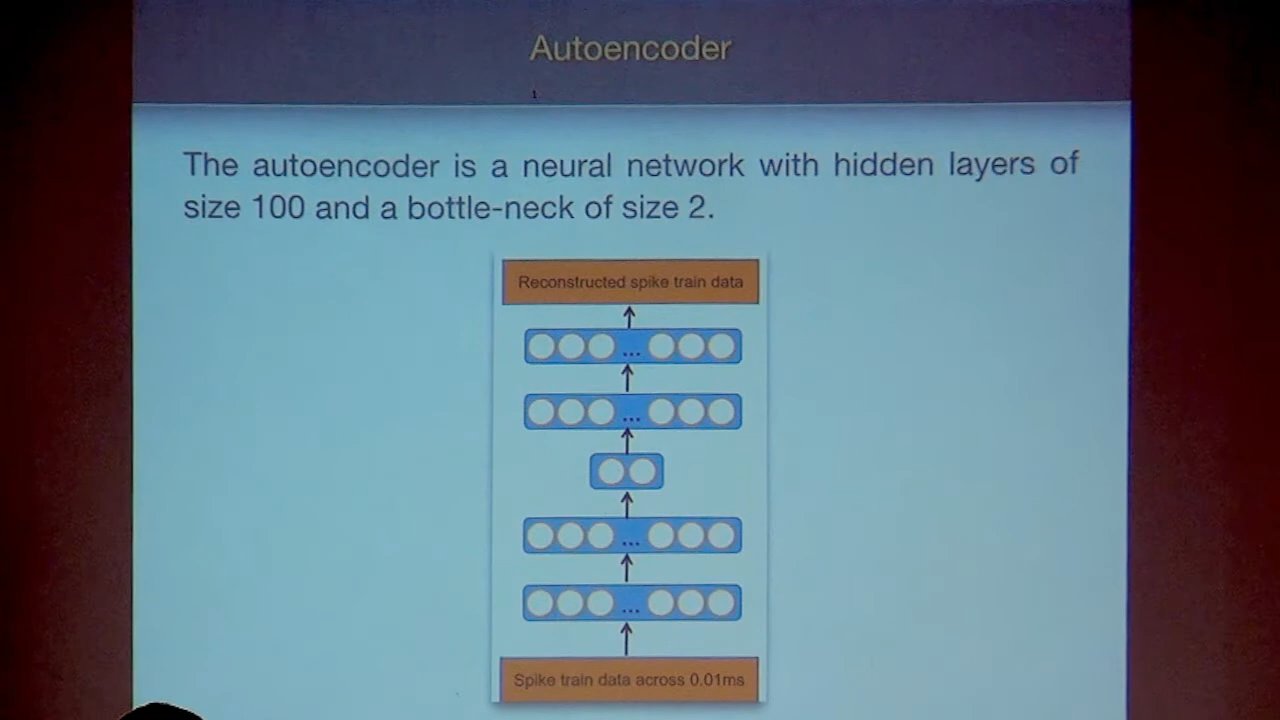 Autoencoder
The autoencoder is a neural network with hidden layers of
size 100 and a bottle-neck of size 2.
Reconstructed spike train data
...
...
...
...
Spike train data across 0.01ms